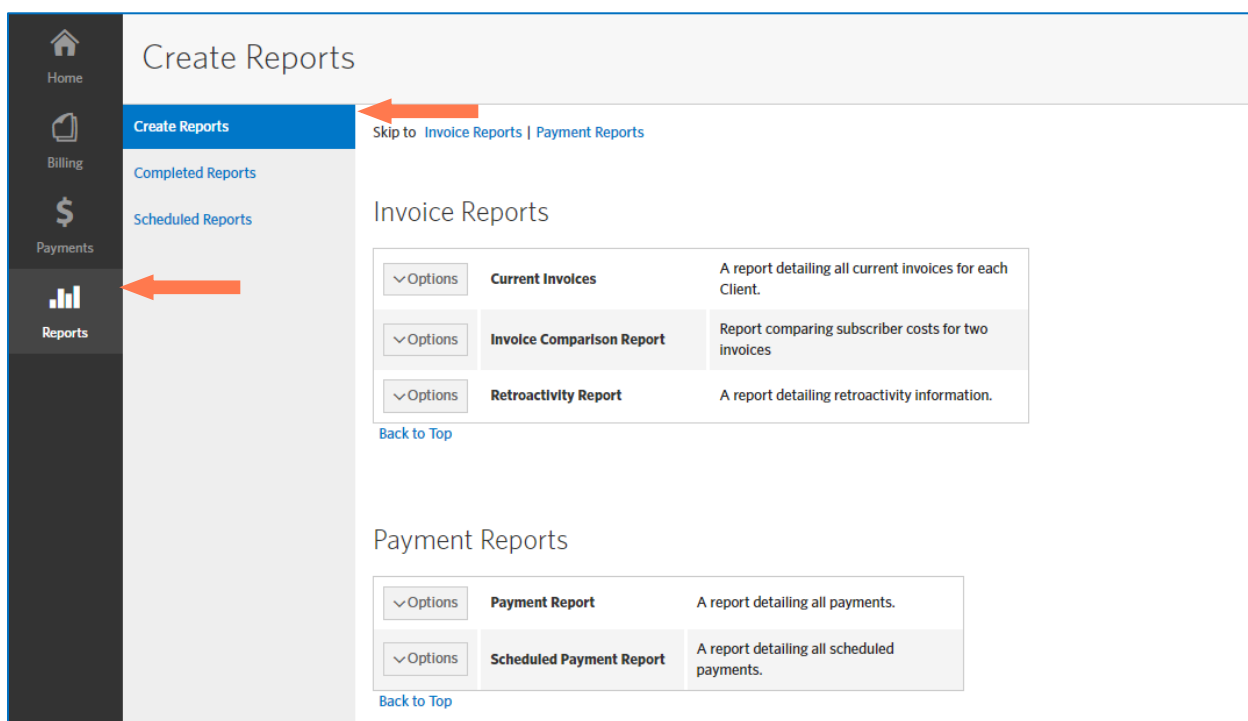 Home
Billing
Payments
Reports
Create Reports
Create Reports
Completed Reports
Scheduled Reports
Skip to Invoice Reports | Payment Reports
Invoice Reports
Options Current Invoices A report detailing all current invoices for each
Client.
Options Invoice Comparison Report Report comparing subscriber costs for two
invoices
Options Retroactivity Report A report detailing retroactivity information.
Back to Top
Payment Reports
Options Payment Report A report detailing all payments.
Options Scheduled Payment Report A report detailing all scheduled
payments.
Back to Top